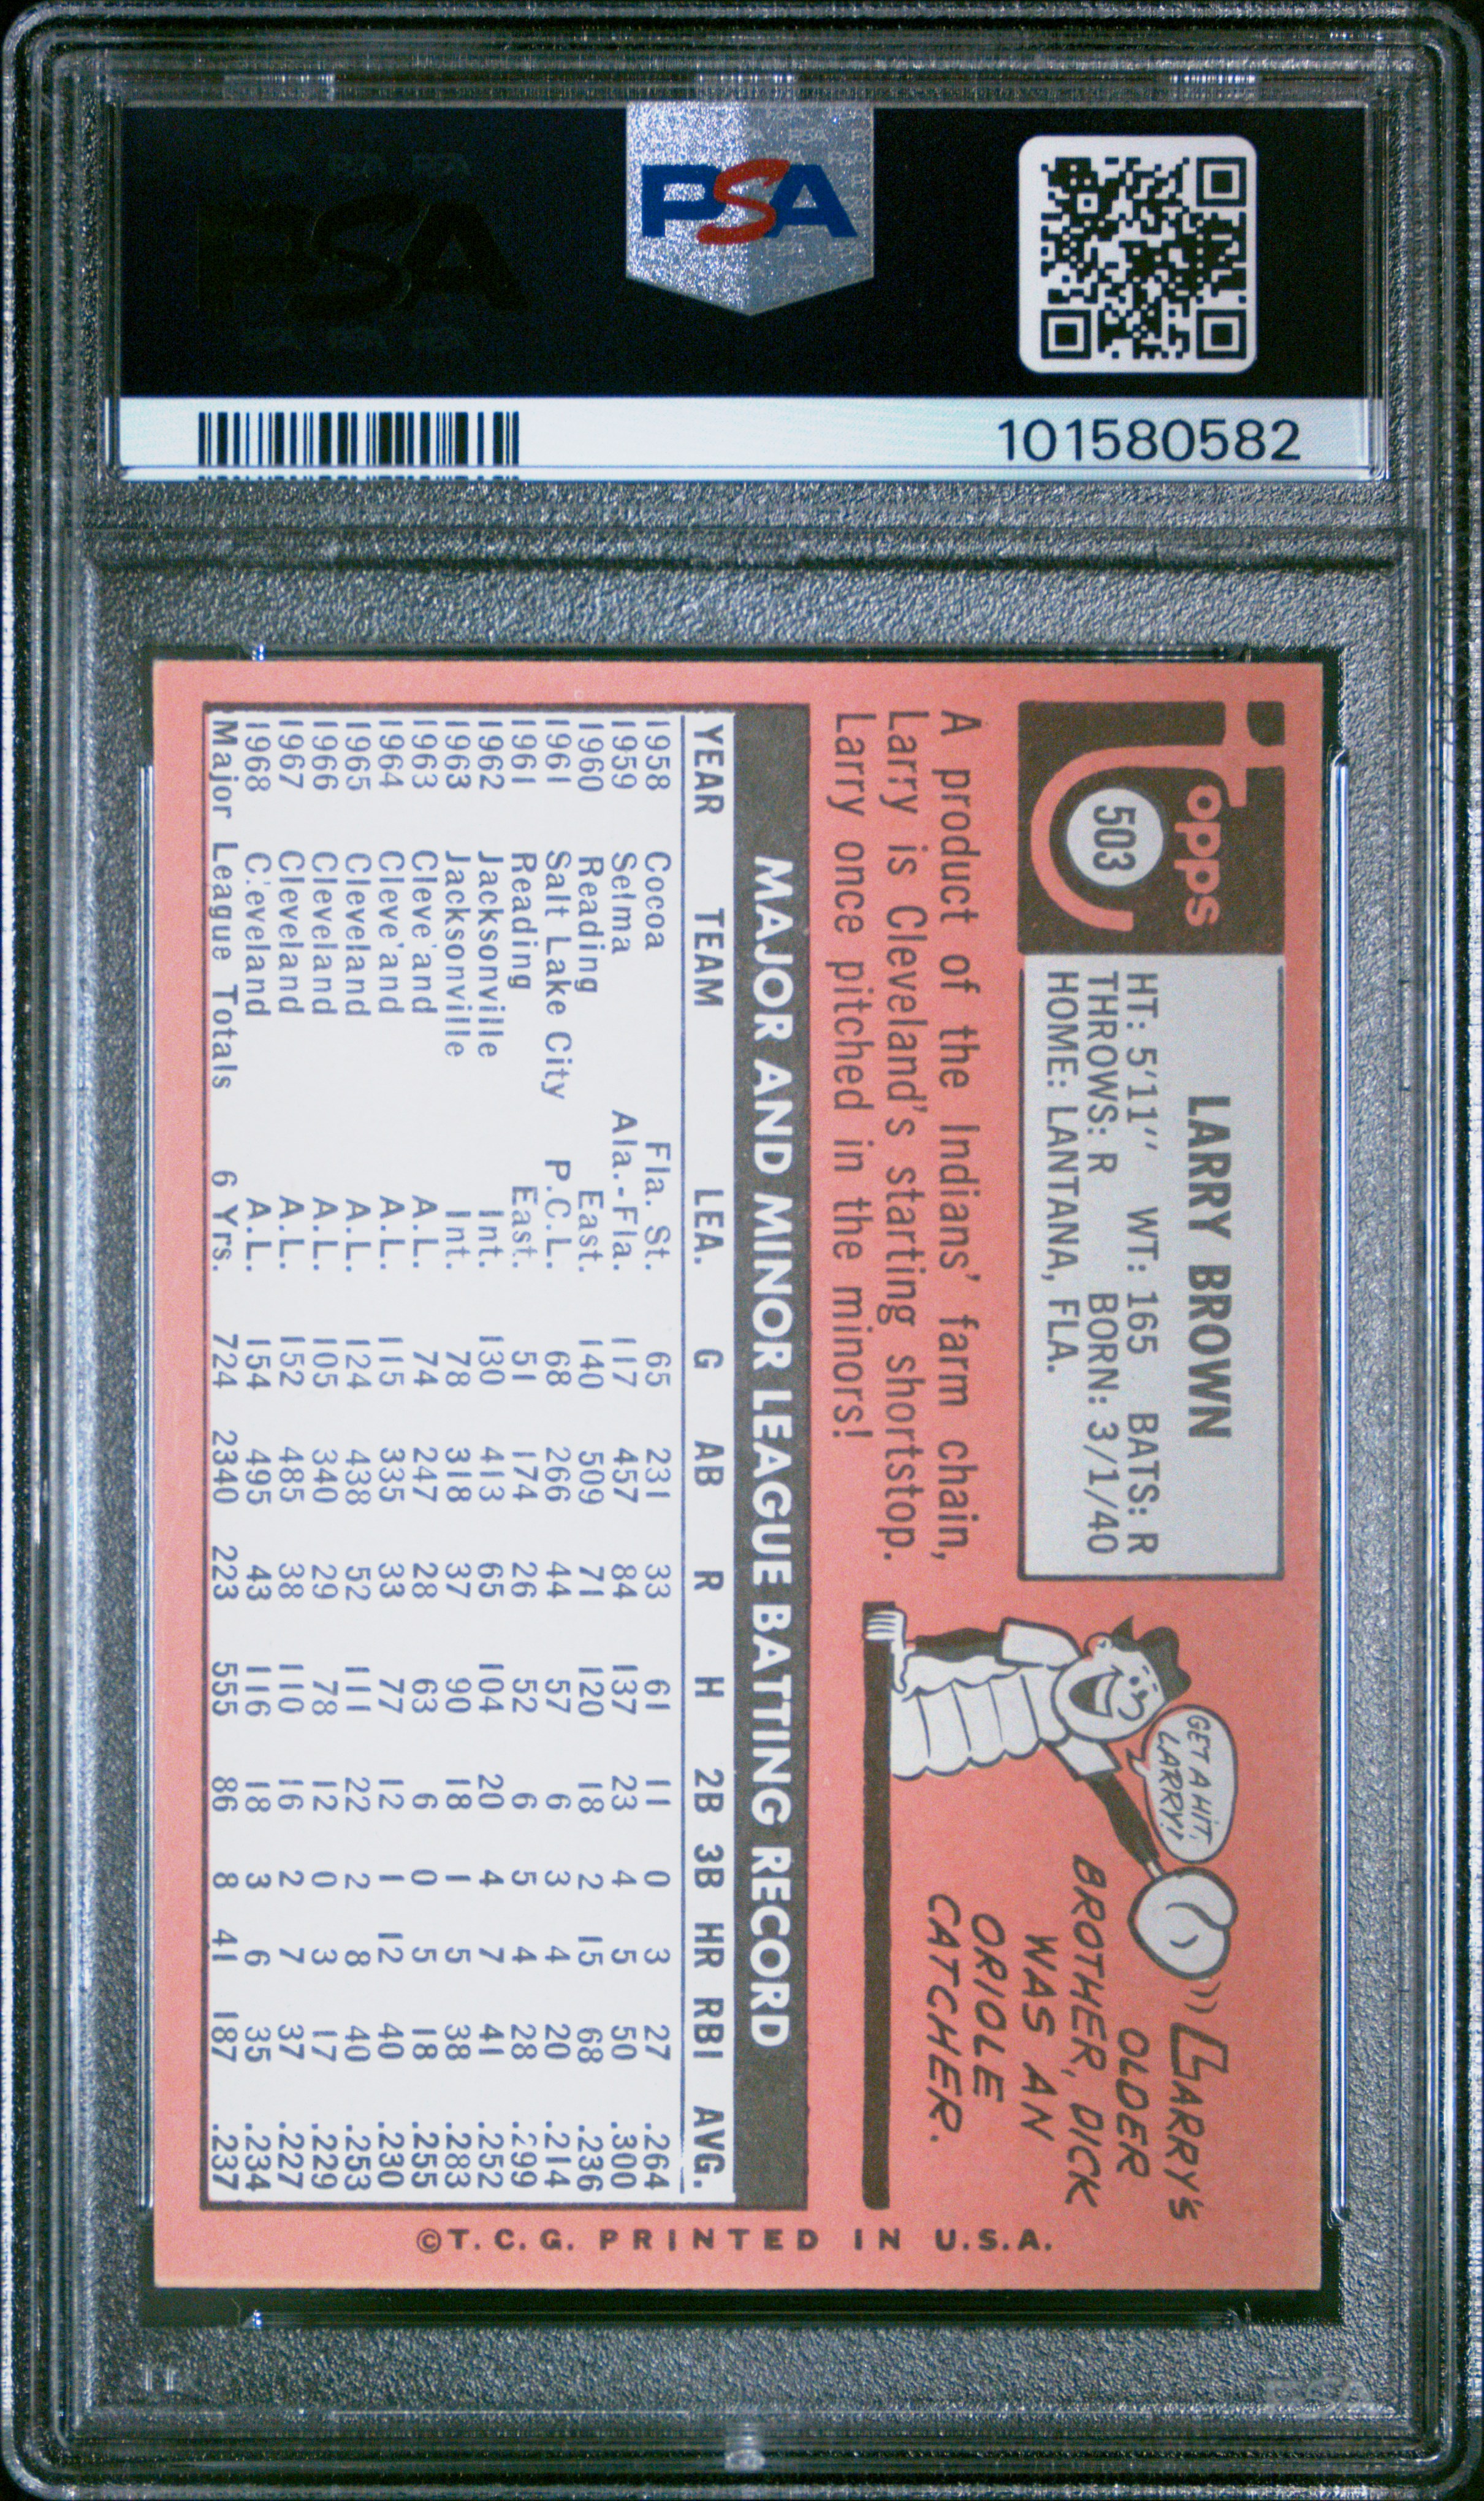 PSA
101580582
Topps
503
LARRY BROWN
HT: 5'11" WT: 165 BATS: R
THROWS: R BORN: 3/1/40
HOME: LANTANA, FLA.
A product of the Indians' farm chain,
Larry is Cleveland's starting shortstop.
Larry once pitched in the minors!
GET A HIT,
LARRY!
LARRY'S
OLDER
BROTHER, DICK
WAS AN
ORIOLE
CATCHER.
MAJOR AND MINOR LEAGUE BATTING RECORD
YEAR TEAM LEA. G AB R H 2B 3B HR RBI AVG.
1958 Cocoa Fla. St. 65 231 33 61 11 0 3 27 .264
1959 Selma Ala.-Fla. 117 457 84 137 23 4 5 50 .300
1960 Reading East. 140 509 71 120 18 2 15 68 .236
1961 Salt Lake City P.C.L. 68 266 44 57 6 3 4 20 .214
1961 Reading East. 51 174 26 52 6 5 4 28 .299
1962 Jacksonville Int. 130 413 65 104 20 4 7 41 .252
1963 Jacksonville Int. 78 318 37 90 18 1 5 38 .283
1963 Cleveland A.L. 74 247 28 63 6 0 5 18 .255
1964 Cleveland A.L. 115 335 33 77 12 1 12 40 .230
1965 Cleveland A.L. 124 438 52 111 22 2 8 40 .253
1966 Cleveland A.L. 105 340 29 78 12 0 3 17 .229
1967 Cleveland A.L. 152 485 38 110 16 2 7 37 .227
1968 Cleveland A.L. 154 495 43 116 18 3 6 35 .234
Major League Totals 6 Yrs. 724 2340 223 555 86 8 41 187 .237
©T.C.G. PRINTED IN U.S.A.